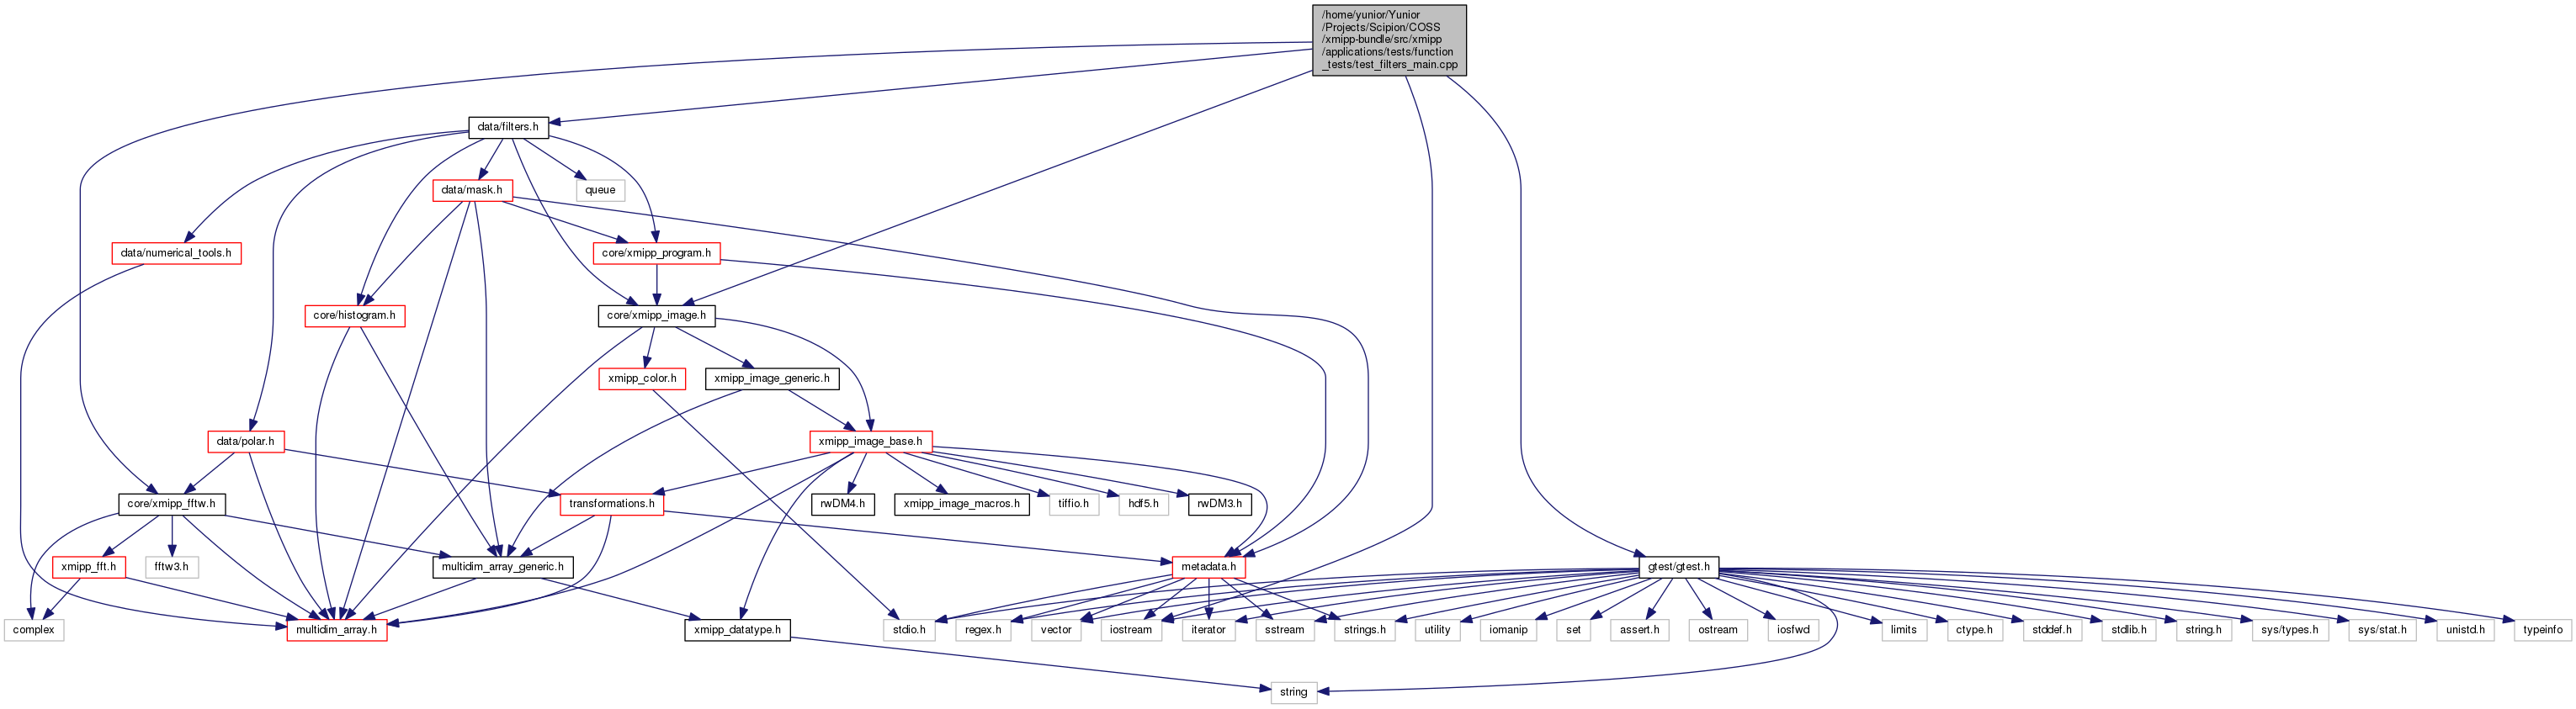 /home/yunior/Yunior
/Projects/Scipion/COSS
/xmipp-bundle/src/xmipp
/applications/tests/function
_tests/test_filters_main.cpp
data/filters.h
data/mask.h
queue
data/numerical_tools.h
core/xmipp_program.h
core/histogram.h
core/xmipp_image.h
xmipp_color.h
xmipp_image_generic.h
data/polar.h
xmipp_image_base.h
core/xmipp_fftw.h
transformations.h
rwDM4.h
xmipp_image_macros.h
tiffio.h
hdf5.h
rwDM3.h
xmipp_fft.h
fftw3.h
multidim_array_generic.h
metadata.h
gtest/gtest.h
complex
multidim_array.h
xmipp_datatype.h
stdio.h
regex.h
vector
iostream
iterator
sstream
strings.h
utility
iomanip
set
assert.h
ostream
iosfwd
limits
ctype.h
stddef.h
stdlib.h
string.h
sys/types.h
sys/stat.h
unistd.h
typeinfo
string